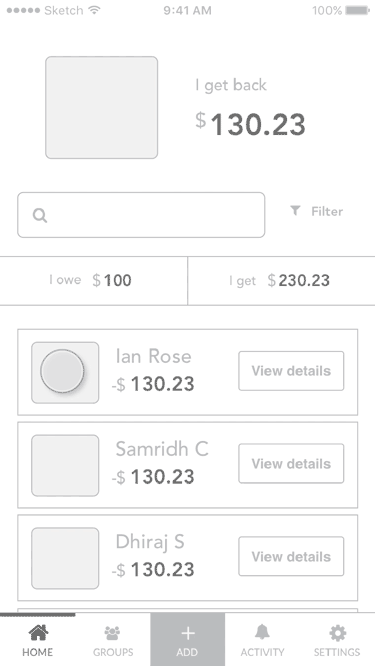 Sketch 9:41 AM 100%
I get back
$ 130.23
Filter
I owe $ 100 I get $ 230.23
Ian Rose
-$ 130.23 View details
Samridh C
-$ 130.23 View details
Dhiraj S
-$ 130.23 View details
HOME GROUPS ADD ACTIVITY SETTINGS